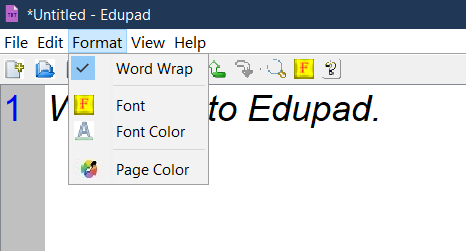 *Untitled - Edupad
File Edit Format View Help
Word Wrap
Font
Font Color
Page Color
1 to Edupad.